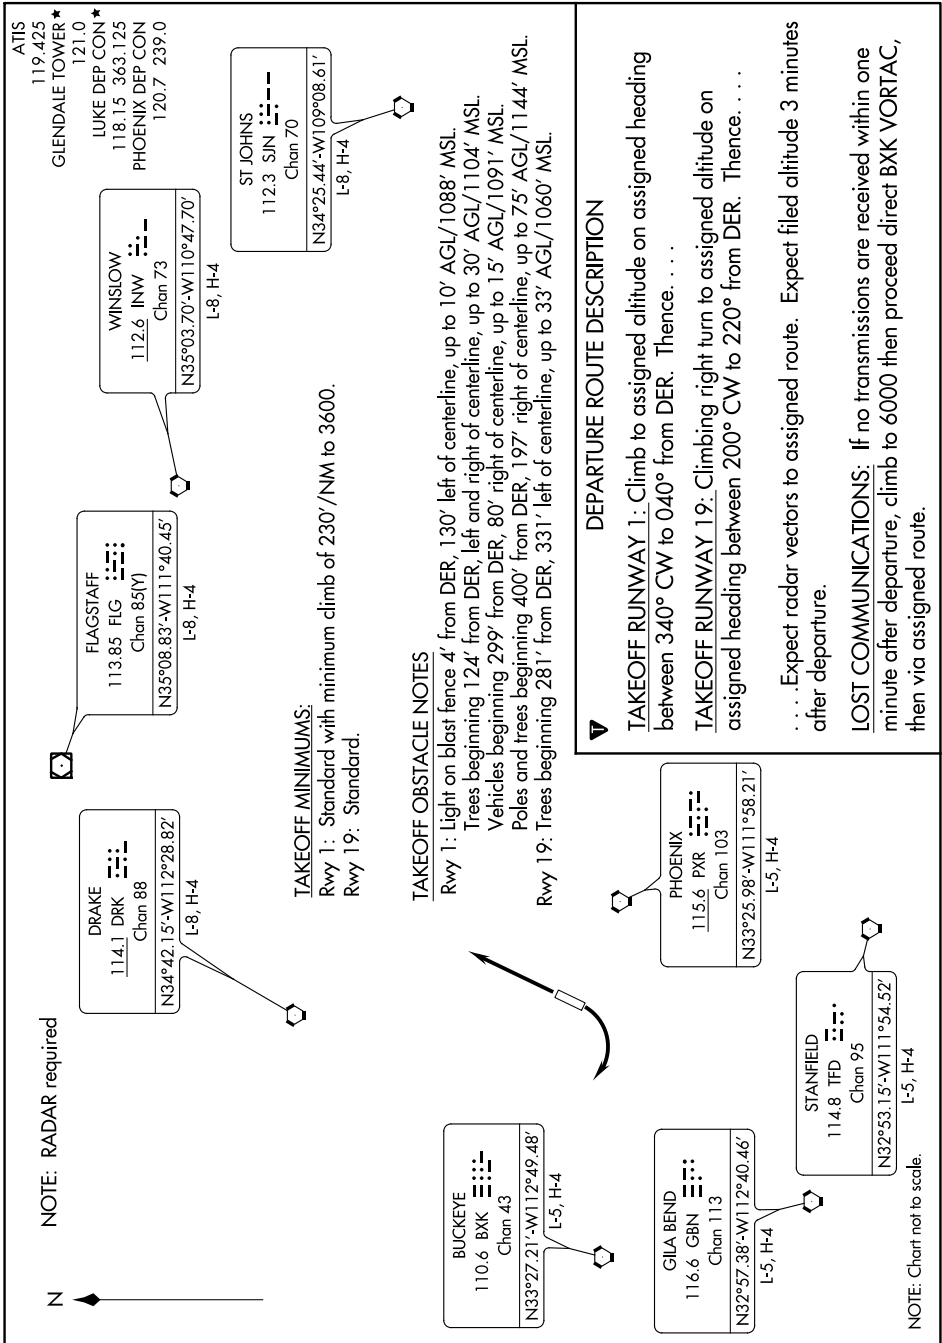 ATIS
119.425
GLENDALE TOWER★
121.0
LUKE DEP CON★
118.15 363.125
PHOENIX DEP CON
120.7 239.0
NOTE: RADAR required
N
DRAKE
114.1 DRK
Chan 88
N34°42.15'-W112°28.82'
L-8, H-4
FLAGSTAFF
113.85 FLG
Chan 85(Y)
N35°08.83'-W111°40.45'
L-8, H-4
WINSLOW
112.6 INW
Chan 73
N35°03.70'-W110°47.70'
L-8, H-4
ST JOHNS
112.3 SJN
Chan 70
N34°25.44'-W109°08.61'
L-8, H-4
TAKEOFF MINIMUMS:
Rwy 1: Standard with minimum climb of 230'/NM to 3600.
Rwy 19: Standard.
TAKEOFF OBSTACLE NOTES
Rwy 1: Light on blast fence 4' from DER, 130' left of centerline, up to 10' AGL/1088' MSL.
Trees beginning 124' from DER, left and right of centerline, up to 30' AGL/1104' MSL.
Vehicles beginning 299' from DER, 80' right of centerline, up to 15' AGL/1091' MSL.
Poles and trees beginning 400' from DER, 197' right of centerline, up to 75' AGL/1144' MSL.
Rwy 19: Trees beginning 281' from DER, 331' left of centerline, up to 33' AGL/1060' MSL.
BUCKEYE
110.6 BXK
Chan 43
N33°27.21'-W112°49.48'
L-5, H-4
GILA BEND
116.6 GBN
Chan 113
N32°57.38'-W112°40.46'
L-5, H-4
PHOENIX
115.6 PXR
Chan 103
N33°25.98'-W111°58.21'
L-5, H-4
STANFIELD
114.8 TFD
Chan 95
N32°53.15'-W111°54.52'
L-5, H-4
NOTE: Chart not to scale.
T
DEPARTURE ROUTE DESCRIPTION
TAKEOFF RUNWAY 1: Climb to assigned altitude on assigned heading
between 340° CW to 040° from DER. Thence. . . .
TAKEOFF RUNWAY 19: Climbing right turn to assigned altitude on
assigned heading between 200° CW to 220° from DER. Thence. . . .
. . . .Expect radar vectors to assigned route. Expect filed altitude 3 minutes
after departure.
LOST COMMUNICATIONS: If no transmissions are received within one
minute after departure, climb to 6000 then proceed direct BXK VORTAC,
then via assigned route.